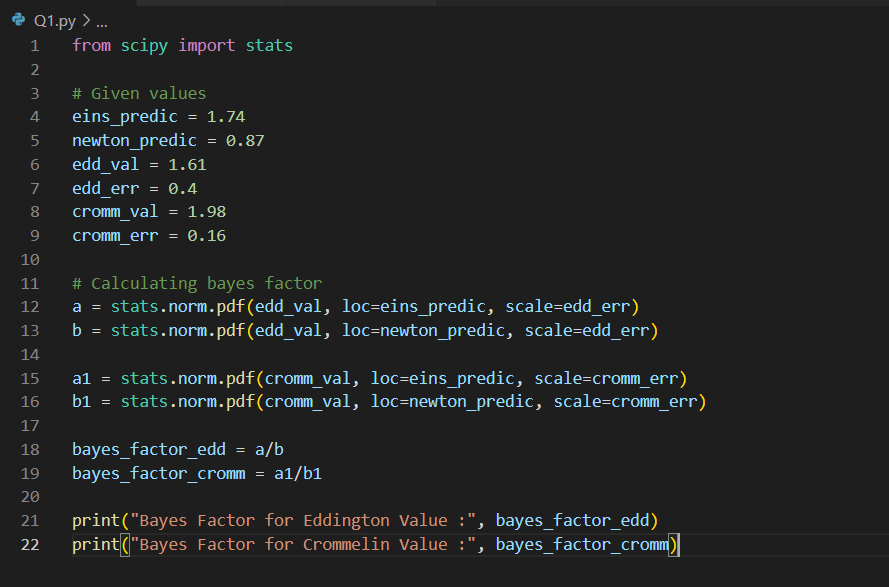 Q1.py > ...
1 from scipy import stats
2
3 # Given values
4 eins_predic = 1.74
5 newton_predic = 0.87
6 edd_val = 1.61
7 edd_err = 0.4
8 cromm_val = 1.98
9 cromm_err = 0.16
10
11 # Calculating bayes factor
12 a = stats.norm.pdf(edd_val, loc=eins_predic, scale=edd_err)
13 b = stats.norm.pdf(edd_val, loc=newton_predic, scale=edd_err)
14
15 a1 = stats.norm.pdf(cromm_val, loc=eins_predic, scale=cromm_err)
16 b1 = stats.norm.pdf(cromm_val, loc=newton_predic, scale=cromm_err)
17
18 bayes_factor_edd = a/b
19 bayes_factor_cromm = a1/b1
20
21 print("Bayes Factor for Eddington Value :", bayes_factor_edd)
22 print("Bayes Factor for Crommelin Value :", bayes_factor_cromm)